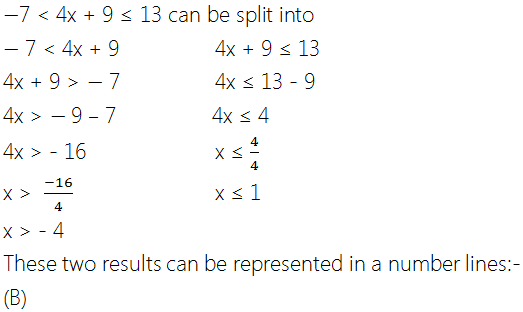 –7 < 4x + 9 ≤ 13 can be split into
– 7 < 4x + 9 4x + 9 ≤ 13
4x + 9 > – 7 4x ≤ 13 - 9
4x > – 9 – 7 4x ≤ 4
4x > - 16 x ≤ 4/4
x > –16/4 x ≤ 1
x > - 4
These two results can be represented in a number lines:-
(B)